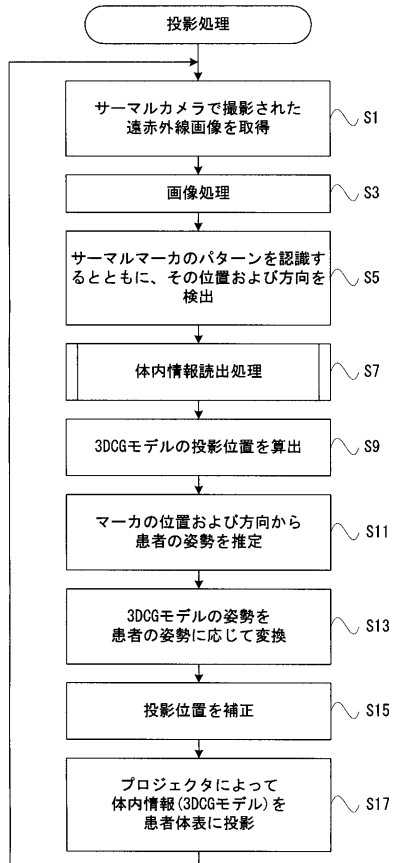 投影処理
サーマルカメラで撮影された
遠赤外線画像を取得
S1
画像処理
S3
サーマルマーカのパターンを認識す
るとともに、その位置および方向を
検出
S5
体内情報読出処理
S7
3DCGモデルの投影位置を算出
S9
マーカの位置および方向から
患者の姿勢を推定
S11
3DCGモデルの姿勢を
患者の姿勢に応じて変換
S13
投影位置を補正
S15
プロジェクタによって
体内情報(3DCGモデル)を
患者体表に投影
S17